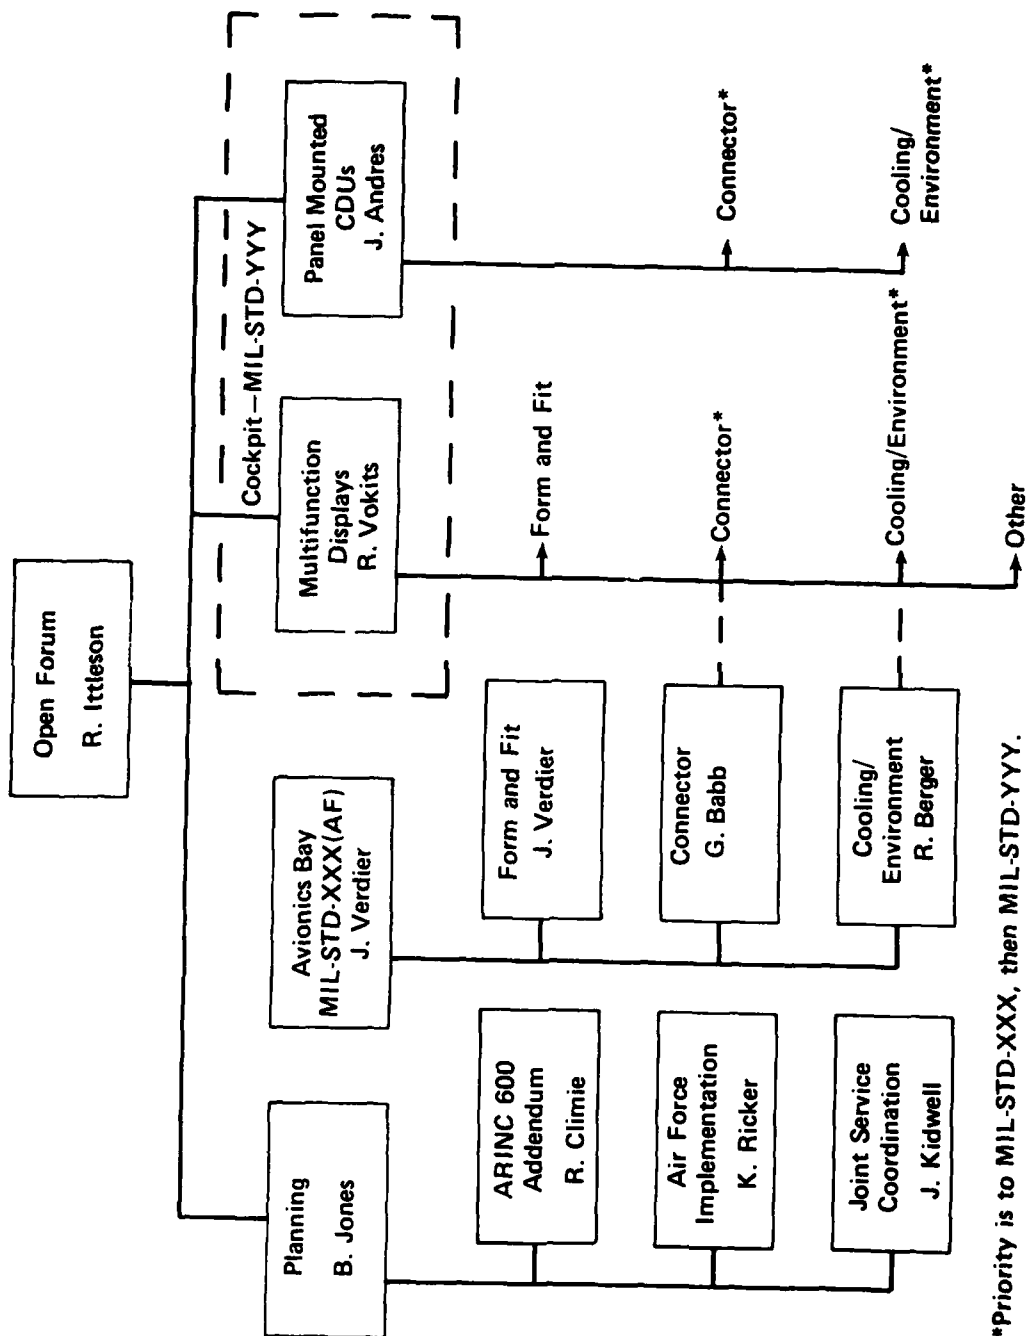 Open Forum
R. Ittleson
Planning
B. Jones
ARINC 600
Addendum
R. Climie
Air Force
Implementation
K. Ricker
Joint Service
Coordination
J. Kidwell
Avionics Bay
MIL-STD-XXX(AF)
J. Verdier
Form and Fit
J. Verdier
Connector
G. Babb
Cooling/
Environment
R. Berger
Cockpit—MIL-STD-YYY
Multifunction
Displays
R. Vokits
Form and Fit
Connector*
Cooling/Environment*
Other
Panel Mounted
CDUs
J. Andres
Connector*
Cooling/
Environment*
*Priority is to MIL-STD-XXX, then MIL-STD-YYY.